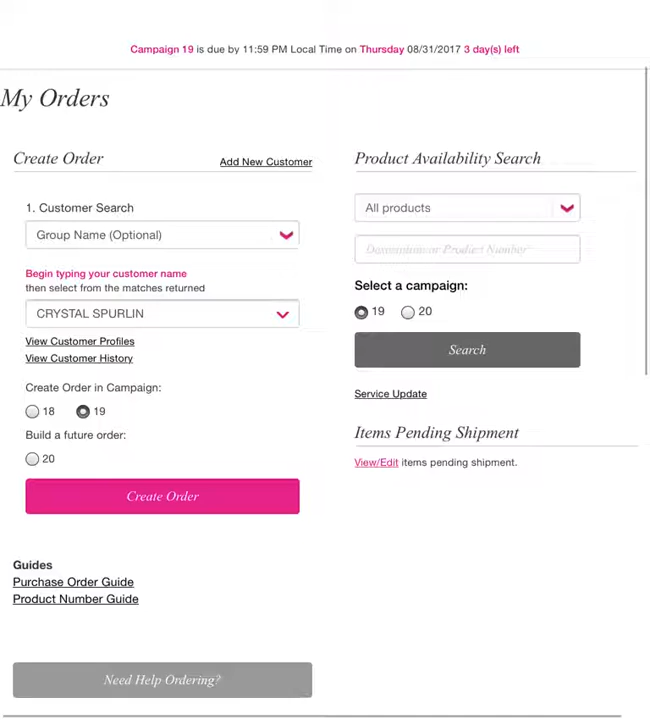 Campaign 19 is due by 11:59 PM Local Time on Thursday 08/31/2017 3 day(s) left
My Orders
Create Order
Add New Customer
1. Customer Search
Group Name (Optional)
Begin typing your customer name
then select from the matches returned
CRYSTAL SPURLIN
View Customer Profiles
View Customer History
Create Order in Campaign:
18 19
Build a future order:
20
Create Order
Guides
Purchase Order Guide
Product Number Guide
Need Help Ordering?
Product Availability Search
All products
Description or Product Number
Select a campaign:
19 20
Search
Service Update
Items Pending Shipment
View/Edit items pending shipment.